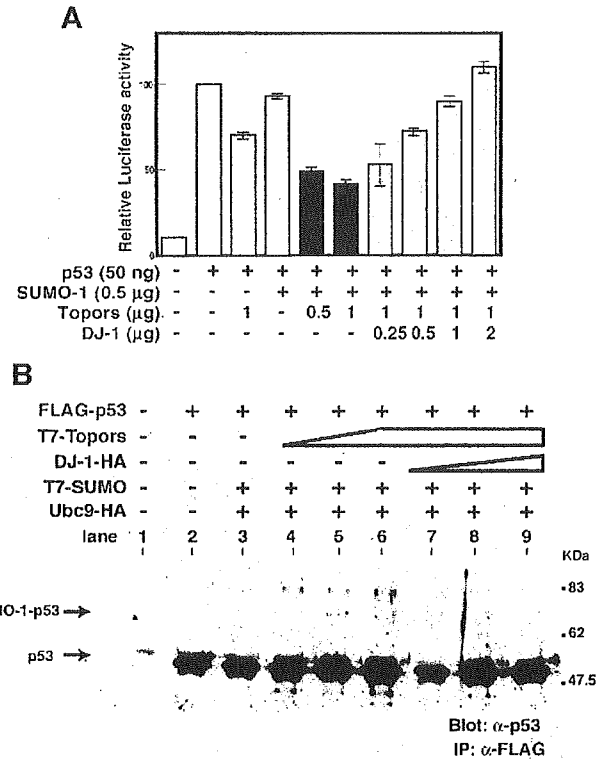 A
Relative Luciferase activity
100
50
0
p53 (50 ng) - + + + + + + + + +
SUMO-1 (0.5 µg) - - - + + + + + + +
Topors (µg) - - 1 - 0.5 1 1 1 1 1
DJ-1 (µg) - - - - - - 0.25 0.5 1 2
B
FLAG-p53 - + + + + + + + +
T7-Topors - - -
DJ-1-HA - - - - - -
T7-SUMO - - + + + + + + +
Ubc9-HA - - + + + + + + +
lane 1 2 3 4 5 6 7 8 9
KDa
83
MO-1-p53
62
p53
47.5
Blot: α-p53
IP: α-FLAG